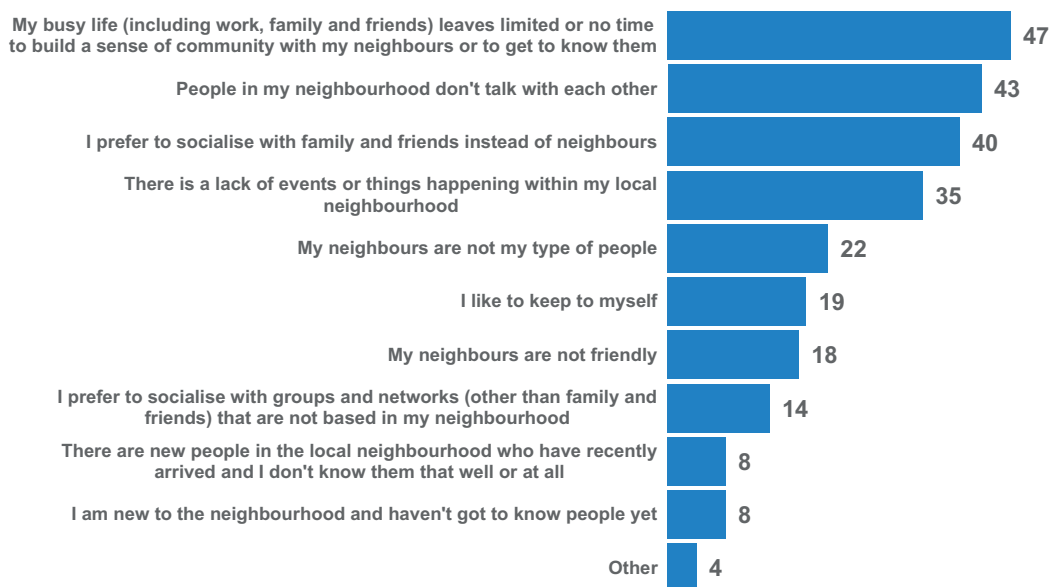 My busy life (including work, family and friends) leaves limited or no time
to build a sense of community with my neighbours or to get to know them
47
People in my neighbourhood don't talk with each other
43
I prefer to socialise with family and friends instead of neighbours
40
There is a lack of events or things happening within my local
neighbourhood
35
My neighbours are not my type of people
22
I like to keep to myself
19
My neighbours are not friendly
18
I prefer to socialise with groups and networks (other than family and
friends) that are not based in my neighbourhood
14
There are new people in the local neighbourhood who have recently
arrived and I don't know them that well or at all
8
I am new to the neighbourhood and haven't got to know people yet
8
Other
4